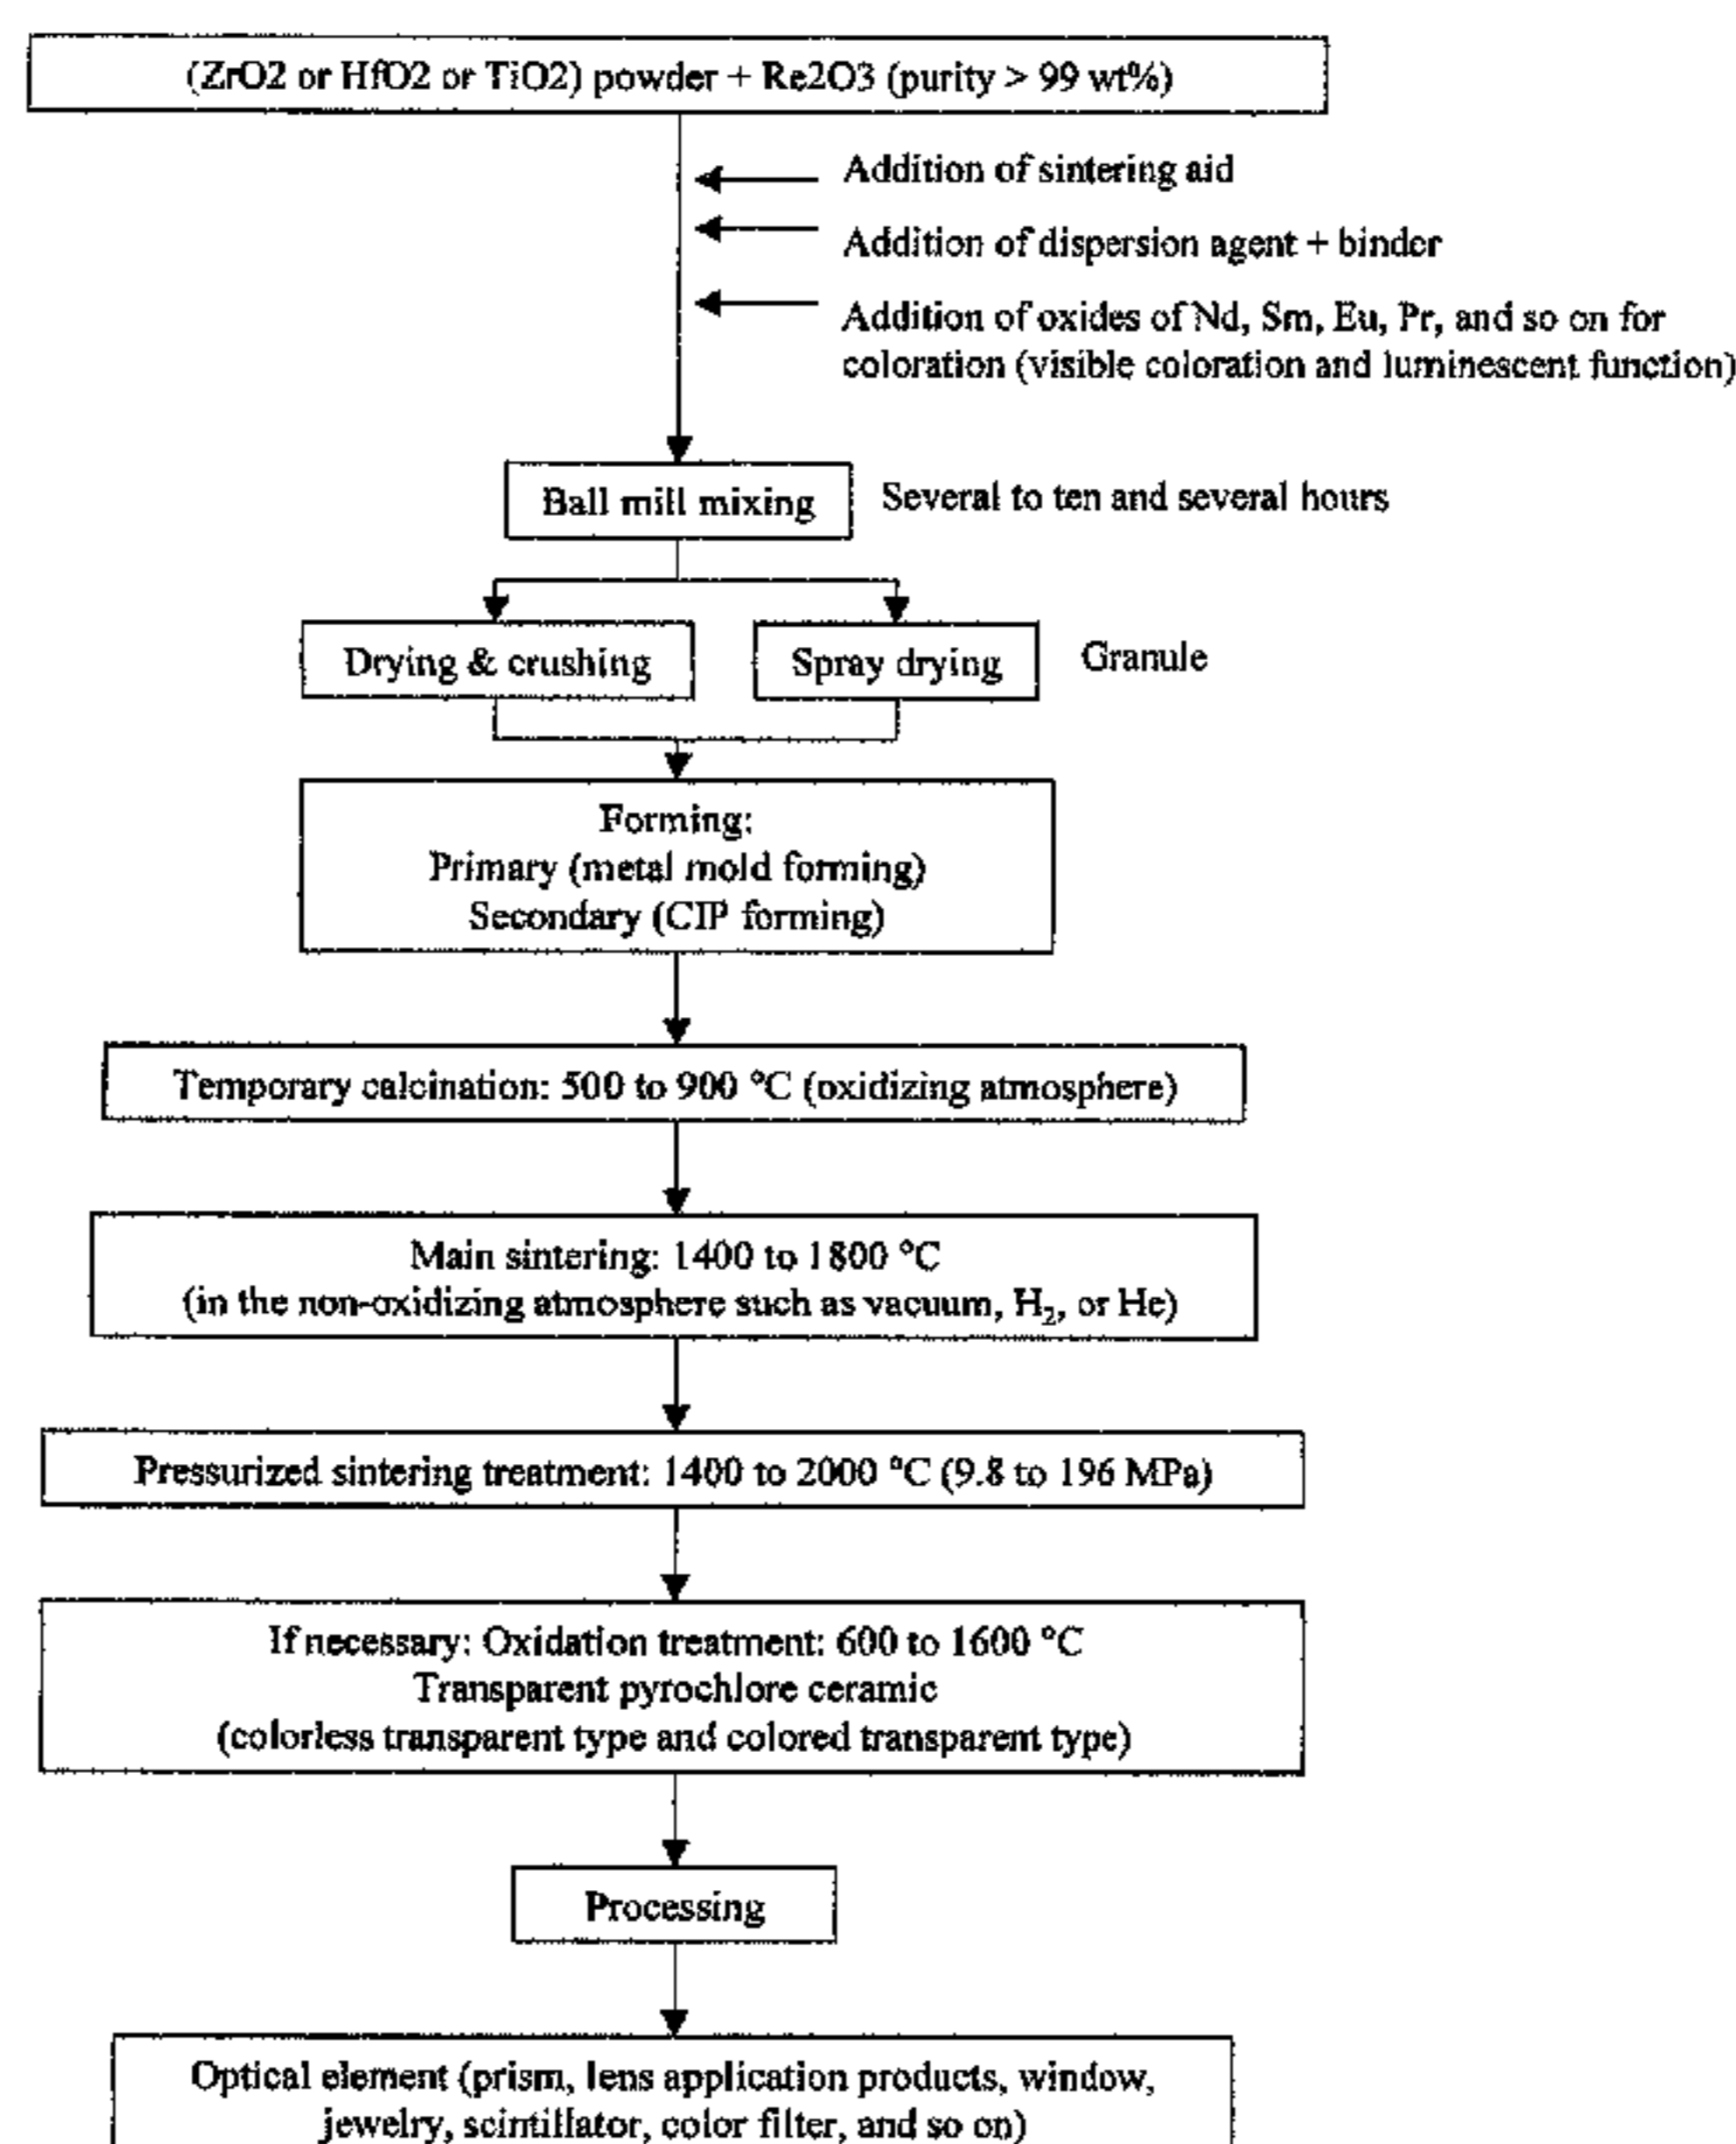 (ZrO2 or HfO2 or TiO2) powder + Re2O3 (purity > 99 wt%)
Addition of sintering aid
Addition of dispersion agent + binder
Addition of oxides of Nd, Sm, Eu, Pr, and so on for
coloration (visible coloration and luminescent function)
Ball mill mixing
Several to ten and several hours
Drying & crushing
Spray drying
Granule
Forming:
Primary (metal mold forming)
Secondary (CIP forming)
Temporary calcination: 500 to 900 °C (oxidizing atmosphere)
Main sintering: 1400 to 1800 °C
(in the non-oxidizing atmosphere such as vacuum, H₂, or He)
Pressurized sintering treatment: 1400 to 2000 °C (9.8 to 196 MPa)
If necessary: Oxidation treatment: 600 to 1600 °C
Transparent pyrochlore ceramic
(colorless transparent type and colored transparent type)
Processing
Optical element (prism, lens application products, window,
jewelry, scintillator, color filter, and so on)